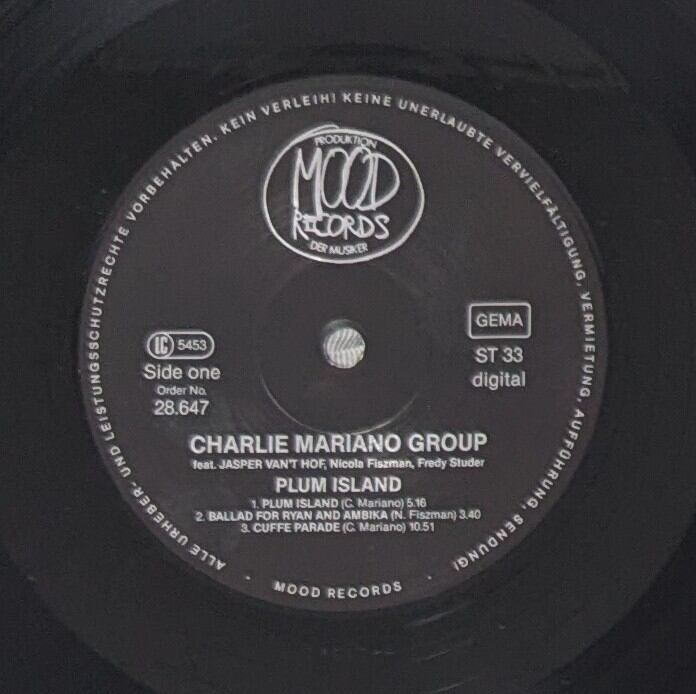 ALLE URHEBER- UND LEISTUNGSSCHUTZRECHTE VORBEHALTEN. KEIN VERLEIH! KEINE UNERLAUBTE VERVIELFÄLTIGUNG, VERMIETUNG, AUFFÜHRUNG, SENDUNG!
PRODUKTION
MOOD
RECORDS
DER MUSIKER
LC 5453
Side one
Order No.
28.647
GEMA
ST 33
digital
CHARLIE MARIANO GROUP
feat. JASPER VAN'T HOF, Nicola Fiszman, Fredy Studer
PLUM ISLAND
1. PLUM ISLAND (C. Mariano) 5.16
2. BALLAD FOR RYAN AND AMBIKA (N. Fiszman) 3.40
3. CUFFE PARADE (C. Mariano) 10.51
· MOOD RECORDS ·